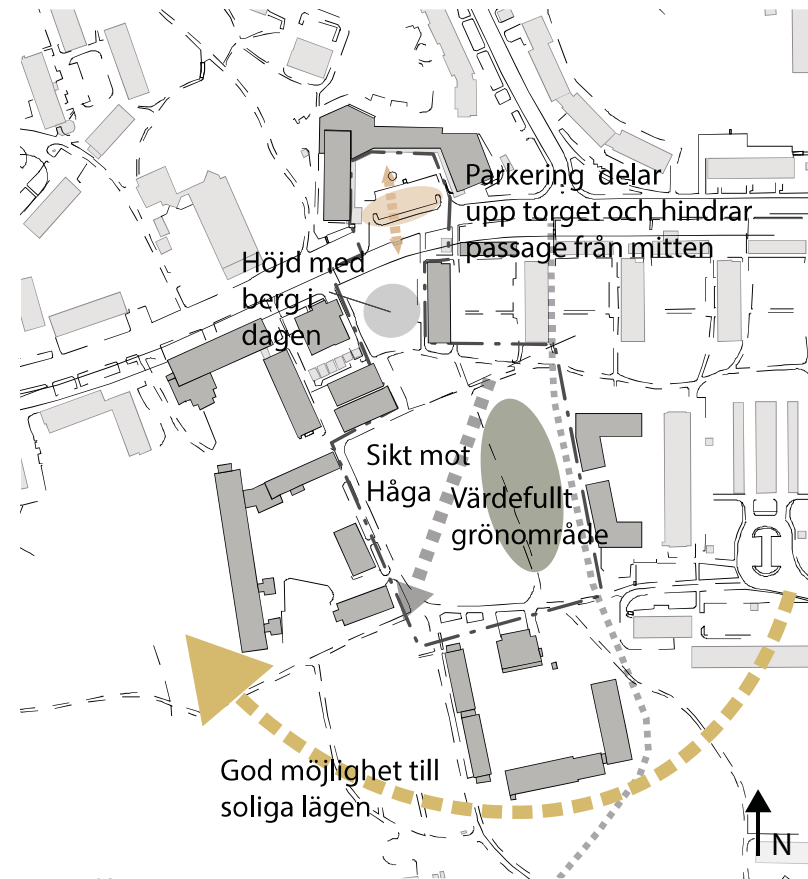 Parkering delar
upp torget och hindrar
passage från mitten
Höjd med
berg i
dagen
Sikt mot
Håga
Värdefullt
grönområde
God möjlighet till
soliga lägen
N